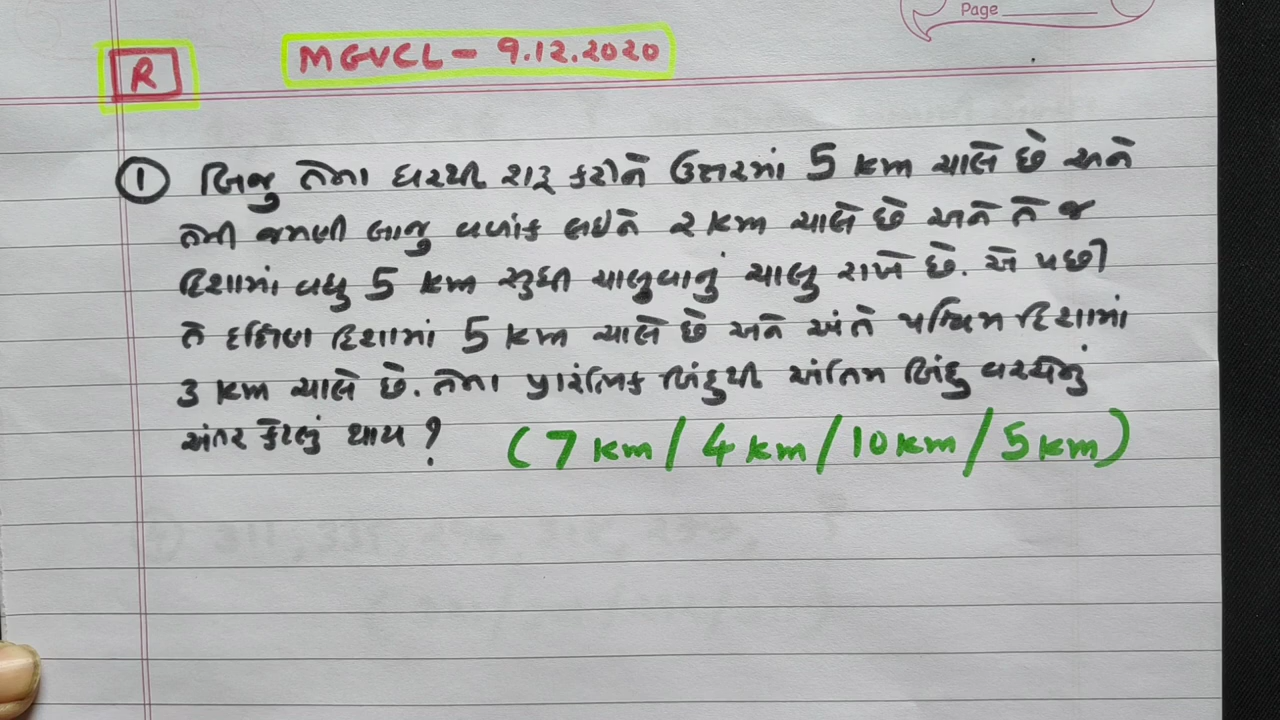 Page
R
MGVCL - 9.12.2020
① બિજુ તેના ઘરથી શરૂ કરીને ઉત્તરમાં 5 km ચાલે છે અને
તેની જમણી બાજુ વળાંક લઈને ૨ km ચાલે છે અને તે જ
દિશામાં વધુ 5 km સુધી ચાલુવાનું ચાલુ રાખે છે. એ પછી
તે દક્ષિણ દિશામાં 5 km ચાલે છે અને અંતે પશ્ચિમ દિશામાં
3 km ચાલે છે. તેના પ્રારંભિક બિંદુથી અંતિમ બિંદુ વચ્ચેનું
અંતર કેટલું થાય ? (7 km / 4 km / 10 km / 5 km)